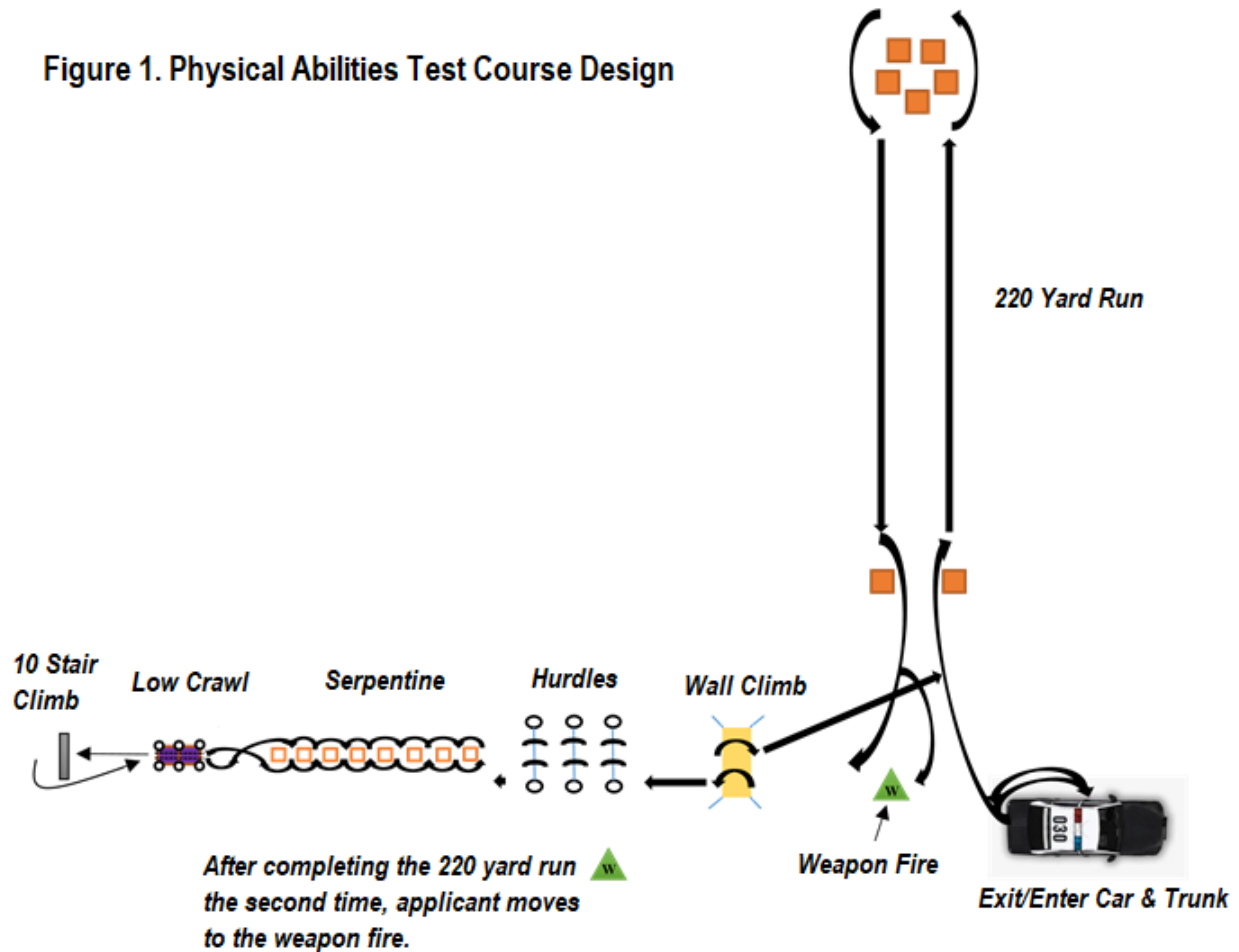 Figure 1. Physical Abilities Test Course Design
220 Yard Run
10 Stair
Climb
Low Crawl
Serpentine
Hurdles
Wall Climb
W
Weapon Fire
030
Exit/Enter Car & Trunk
After completing the 220 yard run W
the second time, applicant moves
to the weapon fire.